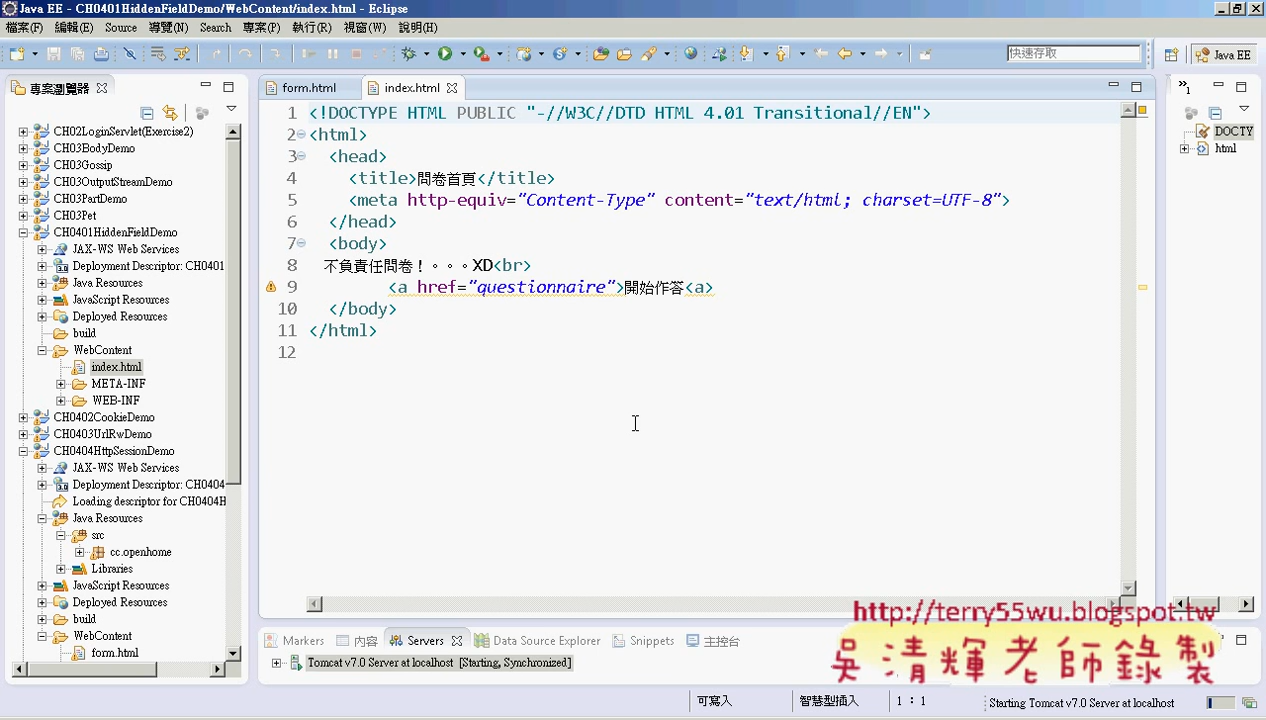 Java EE - CH0401HiddenFieldDemo/WebContent/index.html - Eclipse
檔案(F) 編輯(E) Source 導覽(N) Search 專案(P) 執行(R) 視窗(W) 說明(H)
快速存取
Java EE
專案瀏覽器
CH02LoginServlet(Exercise2)
CH03BodyDemo
CH03Gossip
CH03OutputStreamDemo
CH03PartDemo
CH03Pet
CH0401HiddenFieldDemo
JAX-WS Web Services
Deployment Descriptor: CH0401
Java Resources
JavaScript Resources
Deployed Resources
build
WebContent
index.html
META-INF
WEB-INF
CH0402CookieDemo
CH0403UrlRwDemo
CH0404HttpSessionDemo
JAX-WS Web Services
Deployment Descriptor: CH0404
Loading descriptor for CH0404H
Java Resources
src
cc.openhome
Libraries
JavaScript Resources
Deployed Resources
build
WebContent
form.html
form.html index.html
1 <!DOCTYPE HTML PUBLIC "-//W3C//DTD HTML 4.01 Transitional//EN">
2 <html>
3 <head>
4 <title>問卷首頁</title>
5 <meta http-equiv="Content-Type" content="text/html; charset=UTF-8">
6 </head>
7 <body>
8 不負責任問卷！。。。XD<br>
9 <a href="questionnaire">開始作答<a>
10 </body>
11 </html>
12
1
DOCTY
html
Markers 內容 Servers Data Source Explorer Snippets 主控台
Tomcat v7.0 Server at localhost [Starting, Synchronized]
http://terry55wu.blogspot.tw
吳清輝老師錄製
可寫入 智慧型插入 1 : 1 Starting Tomcat v7.0 Server at localhost